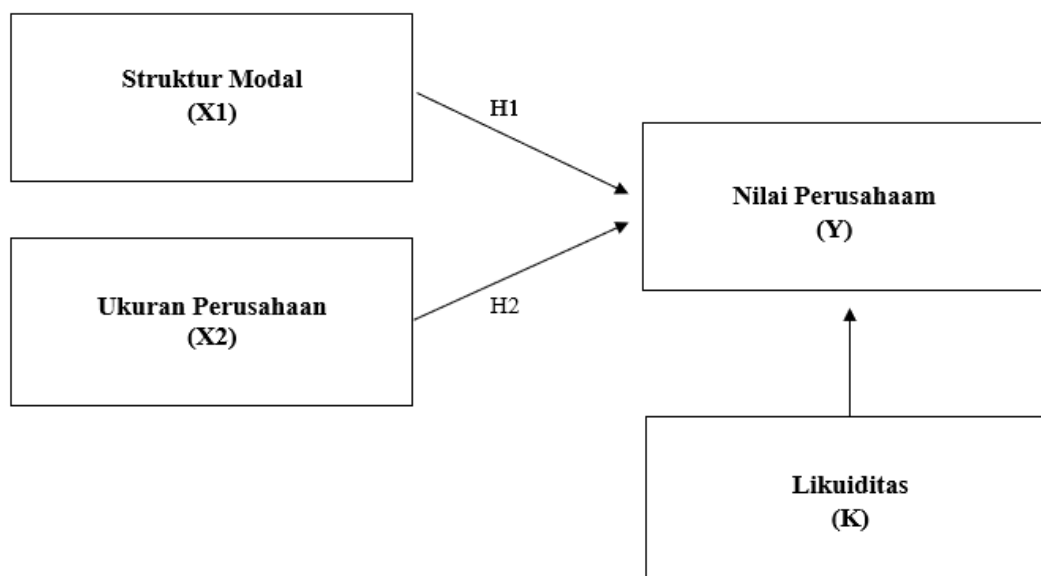 Struktur Modal
(X1)
H1
Nilai Perusahaam
(Y)
Ukuran Perusahaan
(X2)
H2
Likuiditas
(K)